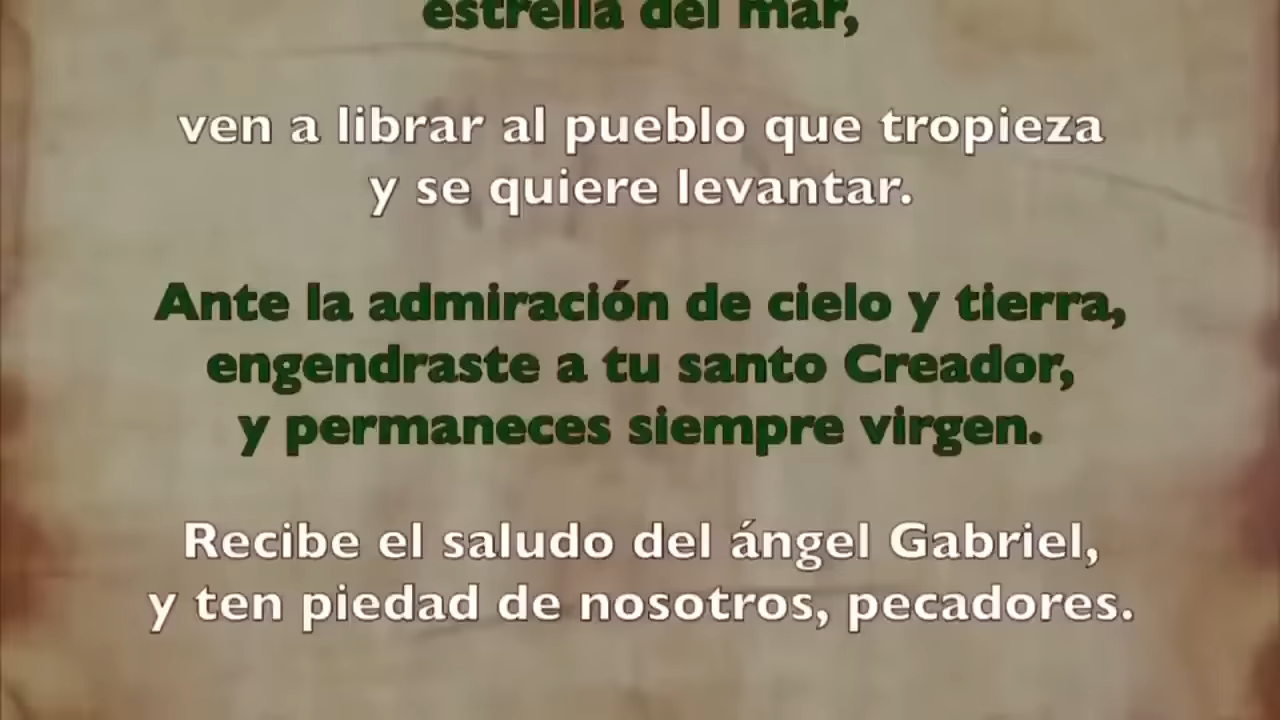 estrella del mar,
ven a librar al pueblo que tropieza
y se quiere levantar.
Ante la admiración de cielo y tierra,
engendraste a tu santo Creador,
y permaneces siempre virgen.
Recibe el saludo del ángel Gabriel,
y ten piedad de nosotros, pecadores.